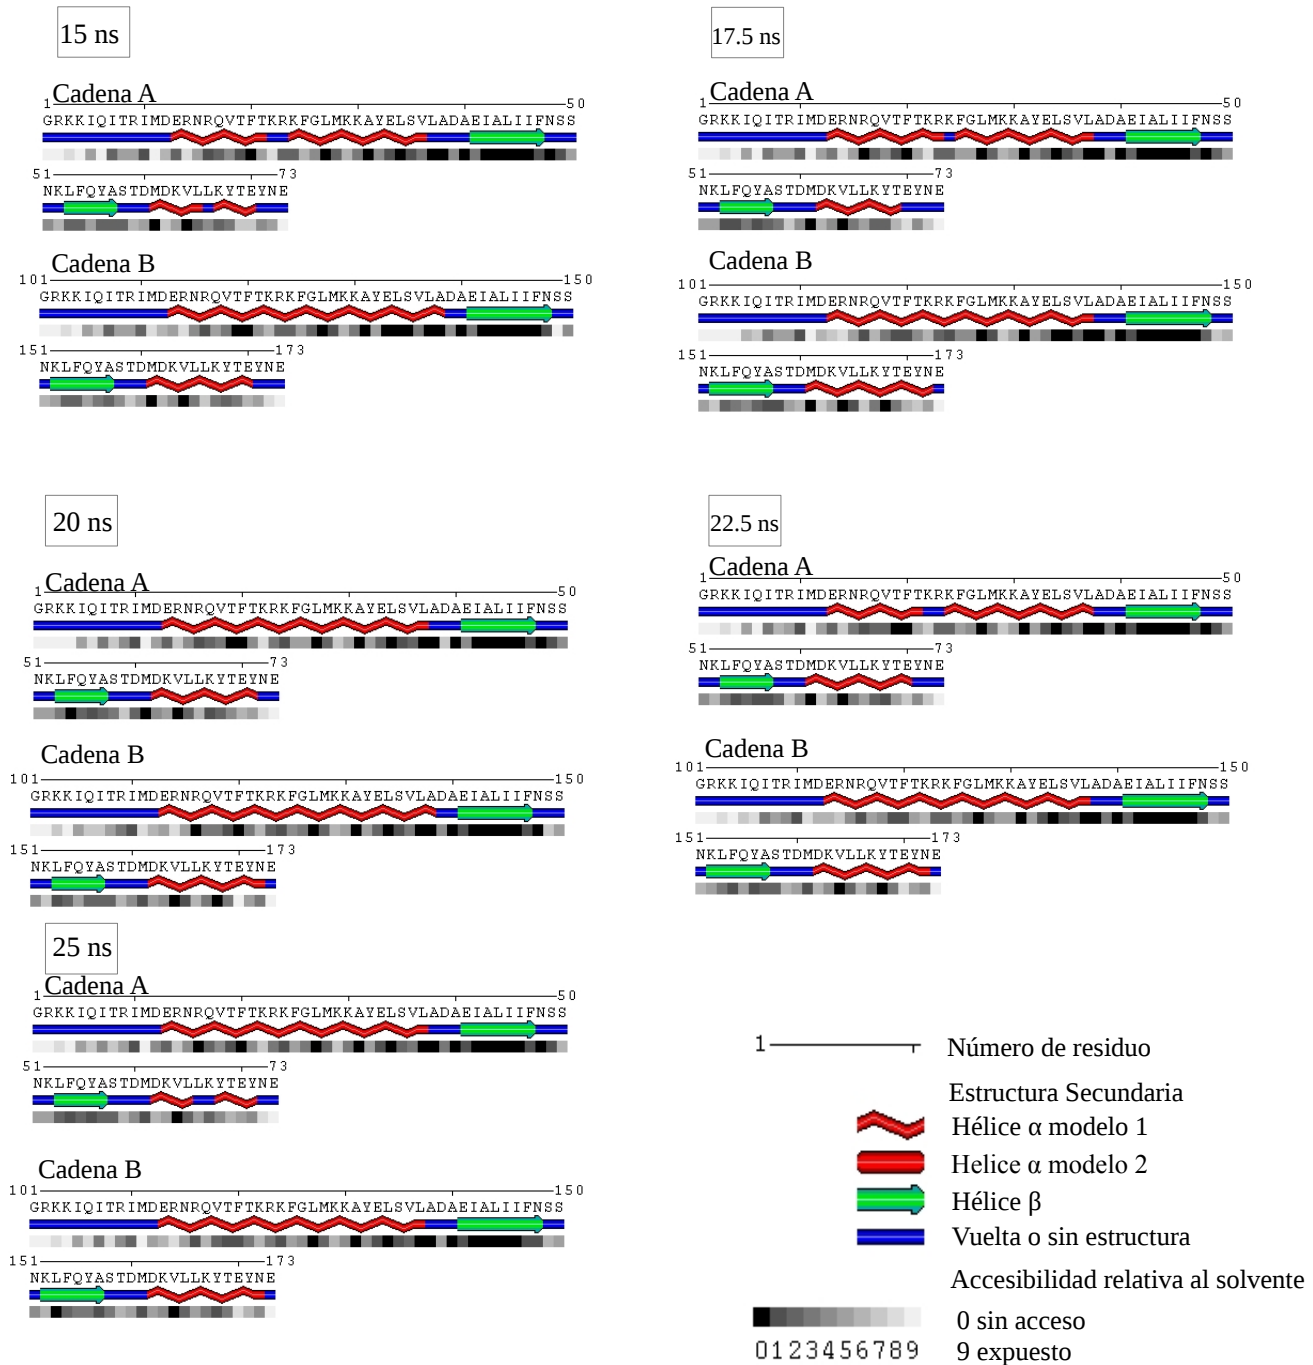 15 ns
Cadena A
1 50
GRKKIQITRIMDERNRQVTFTKRKFGLMKKAYELSVLADAEIALIIFNSS
51 73
NKLFQYASTDMDKVLLKYTEYNE
Cadena B
101 150
GRKKIQITRIMDERNRQVTFTKRKFGLMKKAYELSVLADAEIALIIFNSS
151 173
NKLFQYASTDMDKVLLKYTEYNE
17.5 ns
Cadena A
1 50
GRKKIQITRIMDERNRQVTFTKRKFGLMKKAYELSVLADAEIALIIFNSS
51 73
NKLFQYASTDMDKVLLKYTEYNE
Cadena B
101 150
GRKKIQITRIMDERNRQVTFTKRKFGLMKKAYELSVLADAEIALIIFNSS
151 173
NKLFQYASTDMDKVLLKYTEYNE
20 ns
Cadena A
1 50
GRKKIQITRIMDERNRQVTFTKRKFGLMKKAYELSVLADAEIALIIFNSS
51 73
NKLFQYASTDMDKVLLKYTEYNE
Cadena B
101 150
GRKKIQITRIMDERNRQVTFTKRKFGLMKKAYELSVLADAEIALIIFNSS
151 173
NKLFQYASTDMDKVLLKYTEYNE
22.5 ns
Cadena A
1 50
GRKKIQITRIMDERNRQVTFTKRKFGLMKKAYELSVLADAEIALIIFNSS
51 73
NKLFQYASTDMDKVLLKYTEYNE
Cadena B
101 150
GRKKIQITRIMDERNRQVTFTKRKFGLMKKAYELSVLADAEIALIIFNSS
151 173
NKLFQYASTDMDKVLLKYTEYNE
25 ns
Cadena A
1 50
GRKKIQITRIMDERNRQVTFTKRKFGLMKKAYELSVLADAEIALIIFNSS
51 73
NKLFQYASTDMDKVLLKYTEYNE
Cadena B
101 150
GRKKIQITRIMDERNRQVTFTKRKFGLMKKAYELSVLADAEIALIIFNSS
151 173
NKLFQYASTDMDKVLLKYTEYNE
1 Número de residuo
Estructura Secundaria
Hélice α modelo 1
Helice α modelo 2
Hélice β
Vuelta o sin estructura
Accesibilidad relativa al solvente
0 sin acceso
0123456789 9 expuesto